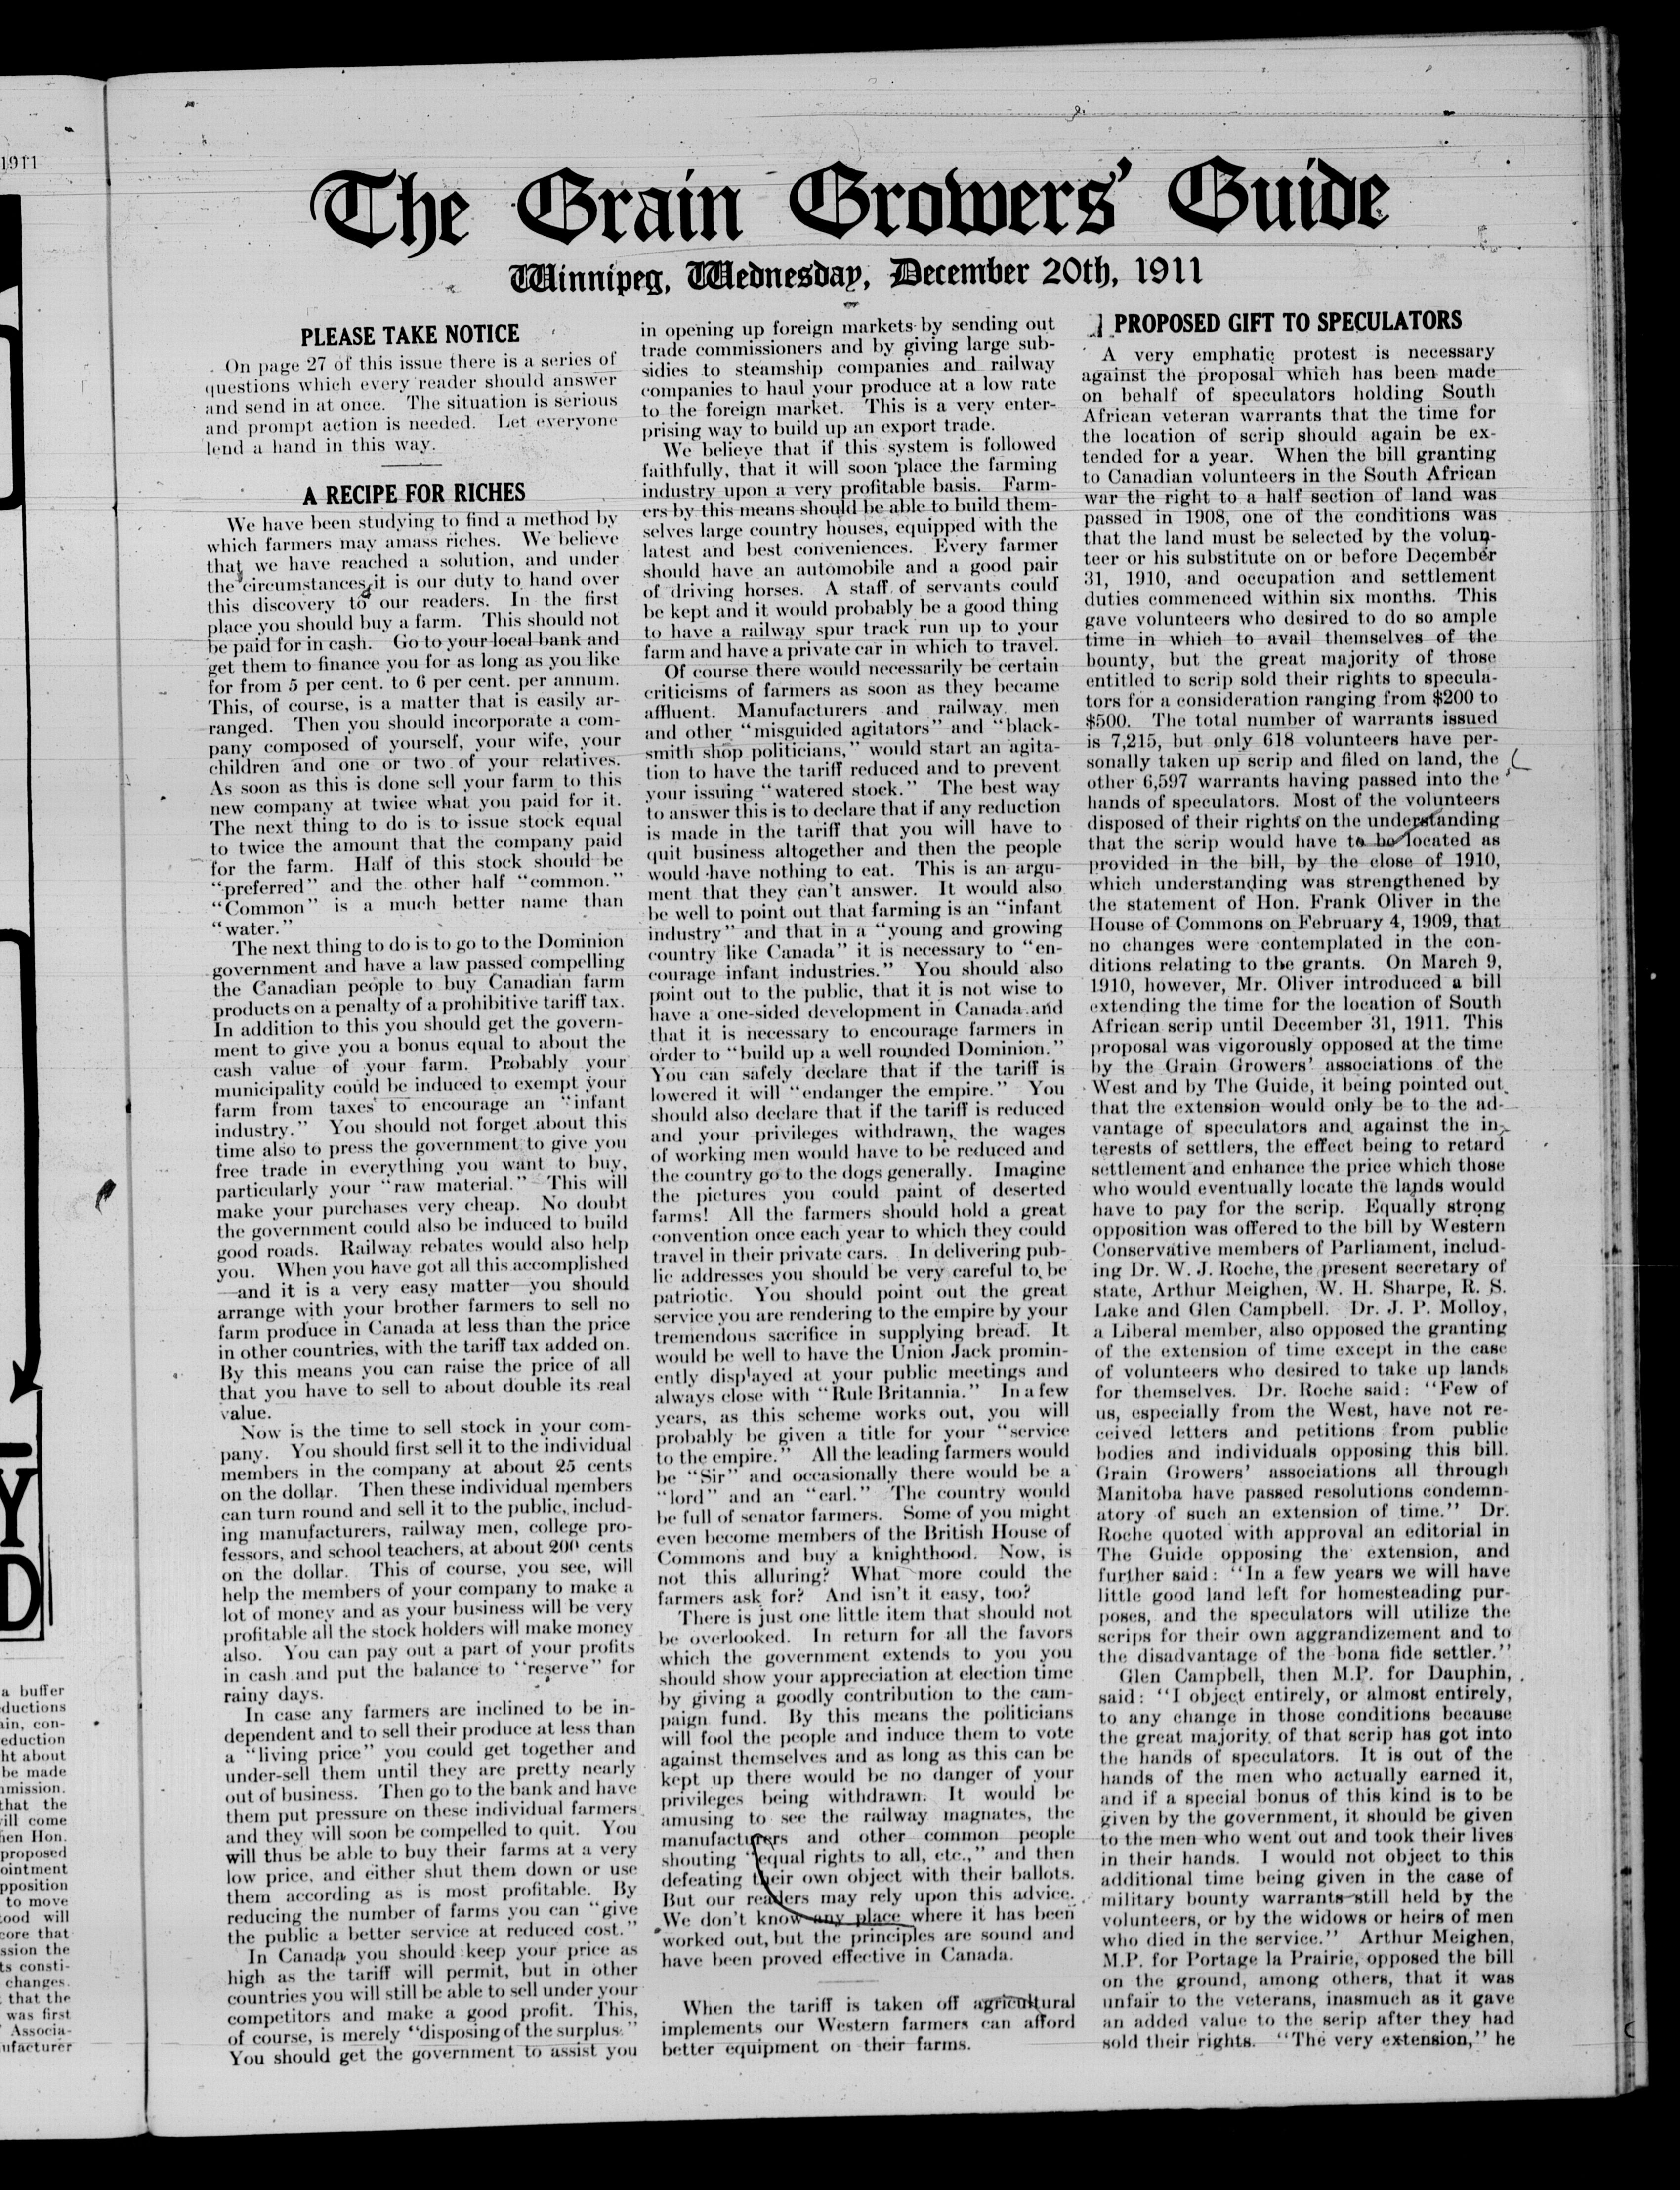 1911
a buffer
ductions
ain, con-
eduction
ht about
be made
mission.
that the
ill come
hen Hon.
proposed
ointment
pposition
to move
ood will
core that
ssion the
ts consti-
changes.
that the
was first
Associa-
ufacturer
Y
D
The Grain Growers' Guide
Winnipeg, Wednesday, December 20th, 1911
PLEASE TAKE NOTICE
On page 27 of this issue there is a series of
questions which every reader should answer
and send in at once. The situation is serious
and prompt action is needed. Let everyone
lend a hand in this way.
A RECIPE FOR RICHES
We have been studying to find a method by
which farmers may amass riches. We believe
that we have reached a solution, and under
the circumstances it is our duty to hand over
this discovery to our readers. In the first
place you should buy a farm. This should not
be paid for in cash. Go to your local bank and
get them to finance you for as long as you like
for from 5 per cent. to 6 per cent. per annum.
This, of course, is a matter that is easily ar-
ranged. Then you should incorporate a com-
pany composed of yourself, your wife, your
children and one or two of your relatives.
As soon as this is done sell your farm to this
new company at twice what you paid for it.
The next thing to do is to issue stock equal
to twice the amount that the company paid
for the farm. Half of this stock should be
"preferred" and the other half "common."
"Common" is a much better name than
"water."
The next thing to do is to go to the Dominion
government and have a law passed compelling
the Canadian people to buy Canadian farm
products on a penalty of a prohibitive tariff tax.
In addition to this you should get the govern-
ment to give you a bonus equal to about the
cash value of your farm. Probably your
municipality could be induced to exempt your
farm from taxes to encourage an "infant
industry." You should not forget about this
time also to press the government to give you
free trade in everything you want to buy,
particularly your "raw material." This will
make your purchases very cheap. No doubt
the government could also be induced to build
good roads. Railway rebates would also help
you. When you have got all this accomplished
—and it is a very easy matter—you should
arrange with your brother farmers to sell no
farm produce in Canada at less than the price
in other countries, with the tariff tax added on.
By this means you can raise the price of all
that you have to sell to about double its real
value.
Now is the time to sell stock in your com-
pany. You should first sell it to the individual
members in the company at about 25 cents
on the dollar. Then these individual members
can turn round and sell it to the public, includ-
ing manufacturers, railway men, college pro-
fessors, and school teachers, at about 200 cents
on the dollar. This of course, you see, will
help the members of your company to make a
lot of money and as your business will be very
profitable all the stock holders will make money
also. You can pay out a part of your profits
in cash and put the balance to "reserve" for
rainy days.
In case any farmers are inclined to be in-
dependent and to sell their produce at less than
a "living price" you could get together and
under-sell them until they are pretty nearly
out of business. Then go to the bank and have
them put pressure on these individual farmers
and they will soon be compelled to quit. You
will thus be able to buy their farms at a very
low price, and either shut them down or use
them according as is most profitable. By
reducing the number of farms you can "give
the public a better service at reduced cost."
In Canada you should keep your price as
high as the tariff will permit, but in other
countries you will still be able to sell under your
competitors and make a good profit. This,
of course, is merely "disposing of the surplus."
You should get the government to assist you
in opening up foreign markets by sending out
trade commissioners and by giving large sub-
sidies to steamship companies and railway
companies to haul your produce at a low rate
to the foreign market. This is a very enter-
prising way to build up an export trade.
We believe that if this system is followed
faithfully, that it will soon place the farming
industry upon a very profitable basis. Farm-
ers by this means should be able to build them-
selves large country houses, equipped with the
latest and best conveniences. Every farmer
should have an automobile and a good pair
of driving horses. A staff of servants could
be kept and it would probably be a good thing
to have a railway spur track run up to your
farm and have a private car in which to travel.
Of course there would necessarily be certain
criticisms of farmers as soon as they became
affluent. Manufacturers and railway men
and other "misguided agitators" and "black-
smith shop politicians," would start an agita-
tion to have the tariff reduced and to prevent
your issuing "watered stock." The best way
to answer this is to declare that if any reduction
is made in the tariff that you will have to
quit business altogether and then the people
would have nothing to eat. This is an argu-
ment that they can't answer. It would also
be well to point out that farming is an "infant
industry" and that in a "young and growing
country like Canada" it is necessary to "en-
courage infant industries." You should also
point out to the public, that it is not wise to
have a one-sided development in Canada and
that it is necessary to encourage farmers in
order to "build up a well rounded Dominion."
You can safely declare that if the tariff is
lowered it will "endanger the empire." You
should also declare that if the tariff is reduced
and your privileges withdrawn, the wages
of working men would have to be reduced and
the country go to the dogs generally. Imagine
the pictures you could paint of deserted
farms! All the farmers should hold a great
convention once each year to which they could
travel in their private cars. In delivering pub-
lic addresses you should be very careful to be
patriotic. You should point out the great
service you are rendering to the empire by your
tremendous sacrifice in supplying bread. It
would be well to have the Union Jack promin-
ently displayed at your public meetings and
always close with "Rule Britannia." In a few
years, as this scheme works out, you will
probably be given a title for your "service
to the empire." All the leading farmers would
be "Sir" and occasionally there would be a
"lord" and an "earl." The country would
be full of senator farmers. Some of you might
even become members of the British House of
Commons and buy a knighthood. Now, is
not this alluring? What more could the
farmers ask for? And isn't it easy, too?
There is just one little item that should not
be overlooked. In return for all the favors
which the government extends to you you
should show your appreciation at election time
by giving a goodly contribution to the cam-
paign fund. By this means the politicians
will fool the people and induce them to vote
against themselves and as long as this can be
kept up there would be no danger of your
privileges being withdrawn. It would be
amusing to see the railway magnates, the
manufacturers and other common people
shouting "equal rights to all, etc.," and then
defeating their own object with their ballots.
But our readers may rely upon this advice.
We don't know any place where it has been
worked out, but the principles are sound and
have been proved effective in Canada.
When the tariff is taken off agricultural
implements our Western farmers can afford
better equipment on their farms.
PROPOSED GIFT TO SPECULATORS
A very emphatic protest is necessary
against the proposal which has been made
on behalf of speculators holding South
African veteran warrants that the time for
the location of scrip should again be ex-
tended for a year. When the bill granting
to Canadian volunteers in the South African
war the right to a half section of land was
passed in 1908, one of the conditions was
that the land must be selected by the volun-
teer or his substitute on or before December
31, 1910, and occupation and settlement
duties commenced within six months. This
gave volunteers who desired to do so ample
time in which to avail themselves of the
bounty, but the great majority of those
entitled to scrip sold their rights to specula-
tors for a consideration ranging from $200 to
$500. The total number of warrants issued
is 7,215, but only 618 volunteers have per-
sonally taken up scrip and filed on land, the
other 6,597 warrants having passed into the
hands of speculators. Most of the volunteers
disposed of their rights on the understanding
that the scrip would have to be located as
provided in the bill, by the close of 1910,
which understanding was strengthened by
the statement of Hon. Frank Oliver in the
House of Commons on February 4, 1909, that
no changes were contemplated in the con-
ditions relating to the grants. On March 9,
1910, however, Mr. Oliver introduced a bill
extending the time for the location of South
African scrip until December 31, 1911. This
proposal was vigorously opposed at the time
by the Grain Growers' associations of the
West and by The Guide, it being pointed out
that the extension would only be to the ad-
vantage of speculators and against the in-
terests of settlers, the effect being to retard
settlement and enhance the price which those
who would eventually locate the lands would
have to pay for the scrip. Equally strong
opposition was offered to the bill by Western
Conservative members of Parliament, includ-
ing Dr. W. J. Roche, the present secretary of
state, Arthur Meighen, W. H. Sharpe, R. S.
Lake and Glen Campbell. Dr. J. P. Molloy,
a Liberal member, also opposed the granting
of the extension of time except in the case
of volunteers who desired to take up lands
for themselves. Dr. Roche said: "Few of
us, especially from the West, have not re-
ceived letters and petitions from public
bodies and individuals opposing this bill.
Grain Growers' associations all through
Manitoba have passed resolutions condemn-
atory of such an extension of time." Dr.
Roche quoted with approval an editorial in
The Guide opposing the extension, and
further said: "In a few years we will have
little good land left for homesteading pur-
poses, and the speculators will utilize the
scrips for their own aggrandizement and to
the disadvantage of the bona fide settler."
Glen Campbell, then M.P. for Dauphin,
said: "I object entirely, or almost entirely,
to any change in those conditions because
the great majority of that scrip has got into
the hands of speculators. It is out of the
hands of the men who actually earned it,
and if a special bonus of this kind is to be
given by the government, it should be given
to the men who went out and took their lives
in their hands. I would not object to this
additional time being given in the case of
military bounty warrants still held by the
volunteers, or by the widows or heirs of men
who died in the service." Arthur Meighen,
M.P. for Portage la Prairie, opposed the bill
on the ground, among others, that it was
unfair to the veterans, inasmuch as it gave
an added value to the scrip after they had
sold their rights. "The very extension," he